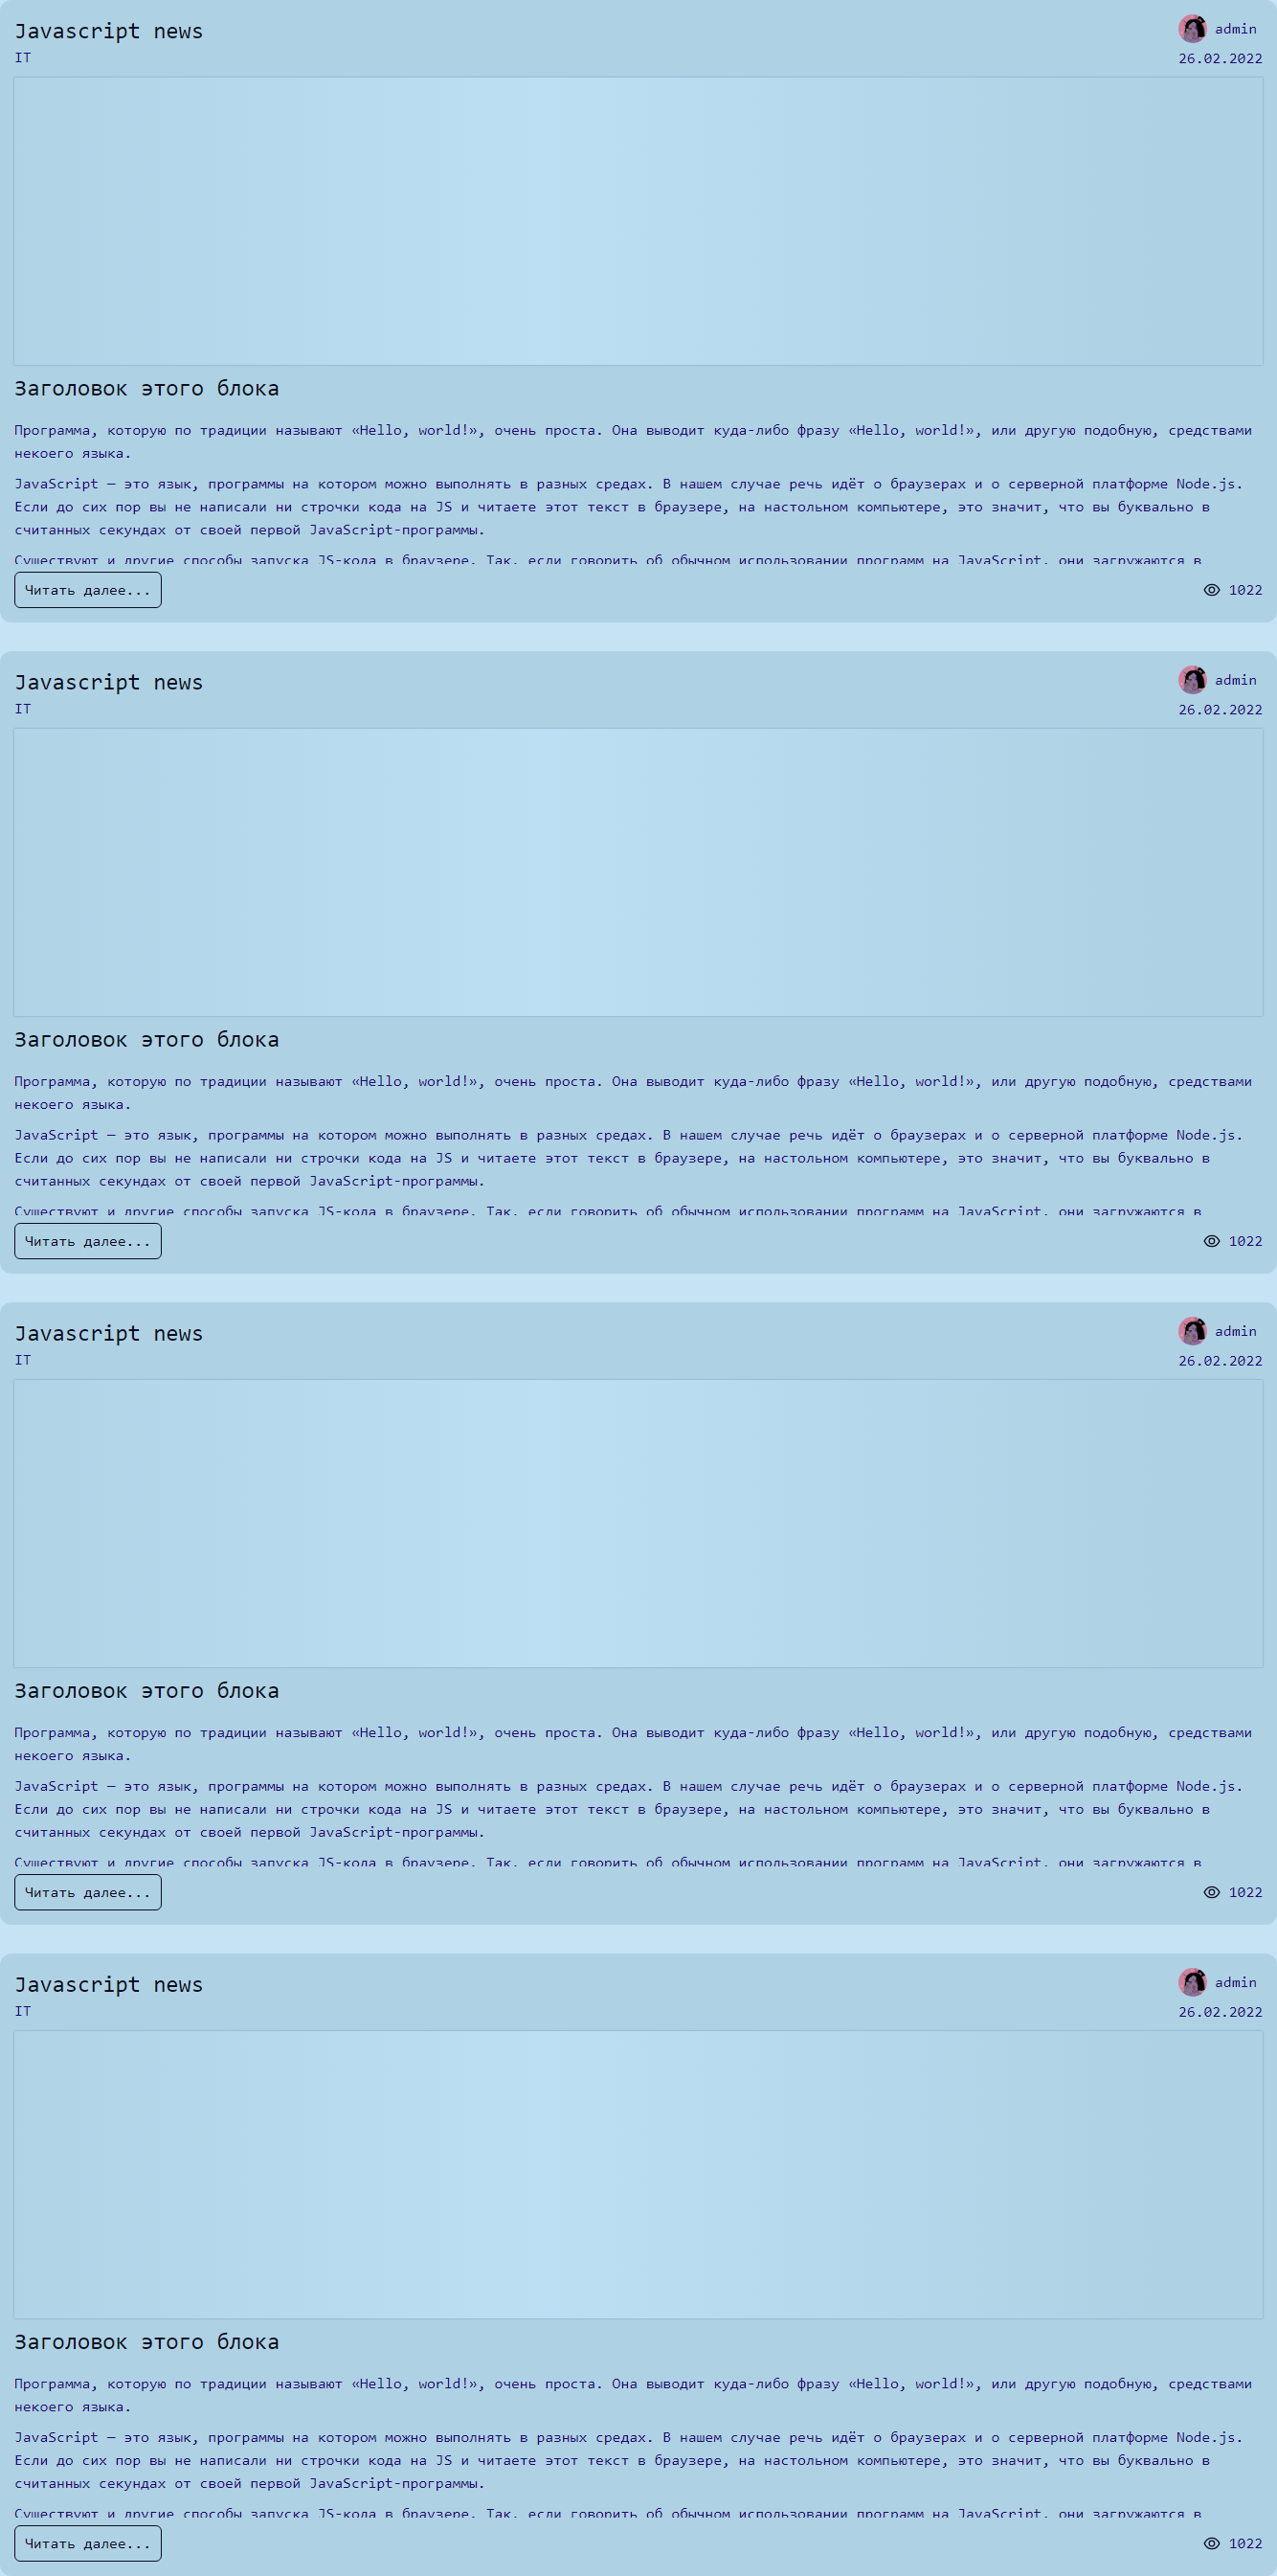 Javascript news
admin
IT
26.02.2022
Заголовок этого блока
Программа, которую по традиции называют «Hello, world!», очень проста. Она выводит куда-либо фразу «Hello, world!», или другую подобную, средствами
некоего языка.
JavaScript — это язык, программы на котором можно выполнять в разных средах. В нашем случае речь идёт о браузерах и о серверной платформе Node.js.
Если до сих пор вы не написали ни строчки кода на JS и читаете этот текст в браузере, на настольном компьютере, это значит, что вы буквально в
считанных секундах от своей первой JavaScript-программы.
Существуют и другие способы запуска JS-кода в браузере. Так, если говорить об обычном использовании программ на JavaScript, они загружаются в
Читать далее...
1022
Javascript news
admin
IT
26.02.2022
Заголовок этого блока
Программа, которую по традиции называют «Hello, world!», очень проста. Она выводит куда-либо фразу «Hello, world!», или другую подобную, средствами
некоего языка.
JavaScript — это язык, программы на котором можно выполнять в разных средах. В нашем случае речь идёт о браузерах и о серверной платформе Node.js.
Если до сих пор вы не написали ни строчки кода на JS и читаете этот текст в браузере, на настольном компьютере, это значит, что вы буквально в
считанных секундах от своей первой JavaScript-программы.
Существуют и другие способы запуска JS-кода в браузере. Так, если говорить об обычном использовании программ на JavaScript, они загружаются в
Читать далее...
1022
Javascript news
admin
IT
26.02.2022
Заголовок этого блока
Программа, которую по традиции называют «Hello, world!», очень проста. Она выводит куда-либо фразу «Hello, world!», или другую подобную, средствами
некоего языка.
JavaScript — это язык, программы на котором можно выполнять в разных средах. В нашем случае речь идёт о браузерах и о серверной платформе Node.js.
Если до сих пор вы не написали ни строчки кода на JS и читаете этот текст в браузере, на настольном компьютере, это значит, что вы буквально в
считанных секундах от своей первой JavaScript-программы.
Существуют и другие способы запуска JS-кода в браузере. Так, если говорить об обычном использовании программ на JavaScript, они загружаются в
Читать далее...
1022
Javascript news
admin
IT
26.02.2022
Заголовок этого блока
Программа, которую по традиции называют «Hello, world!», очень проста. Она выводит куда-либо фразу «Hello, world!», или другую подобную, средствами
некоего языка.
JavaScript — это язык, программы на котором можно выполнять в разных средах. В нашем случае речь идёт о браузерах и о серверной платформе Node.js.
Если до сих пор вы не написали ни строчки кода на JS и читаете этот текст в браузере, на настольном компьютере, это значит, что вы буквально в
считанных секундах от своей первой JavaScript-программы.
Существуют и другие способы запуска JS-кода в браузере. Так, если говорить об обычном использовании программ на JavaScript, они загружаются в
Читать далее...
1022